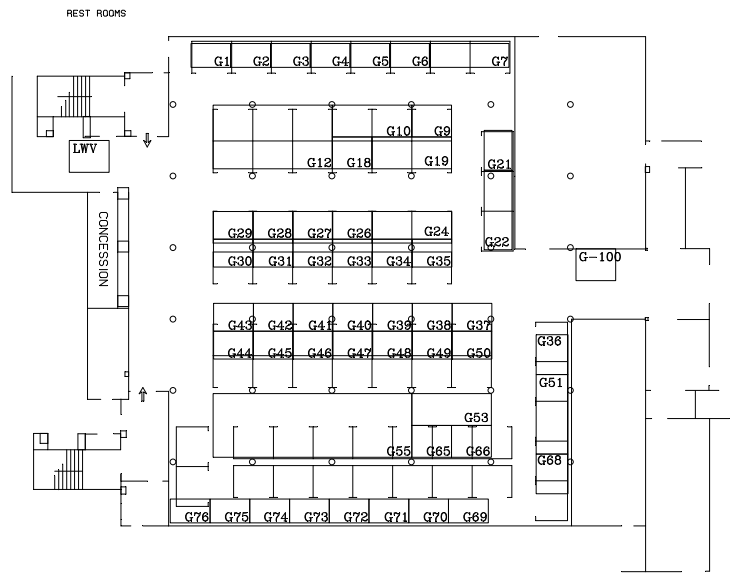 REST ROOMS
G1 G2 G3 G4 G5 G6 G7
G10 G9
LWV
G12 G18 G19 G21
CONCESSION
G29 G28 G27 G26 G24 G22
G30 G31 G32 G33 G34 G35 G-100
G43 G42 G41 G40 G39 G38 G37
G36
G44 G45 G46 G47 G48 G49 G50
G51
G53
G55 G65 G66
G68
G76 G75 G74 G73 G72 G71 G70 G69